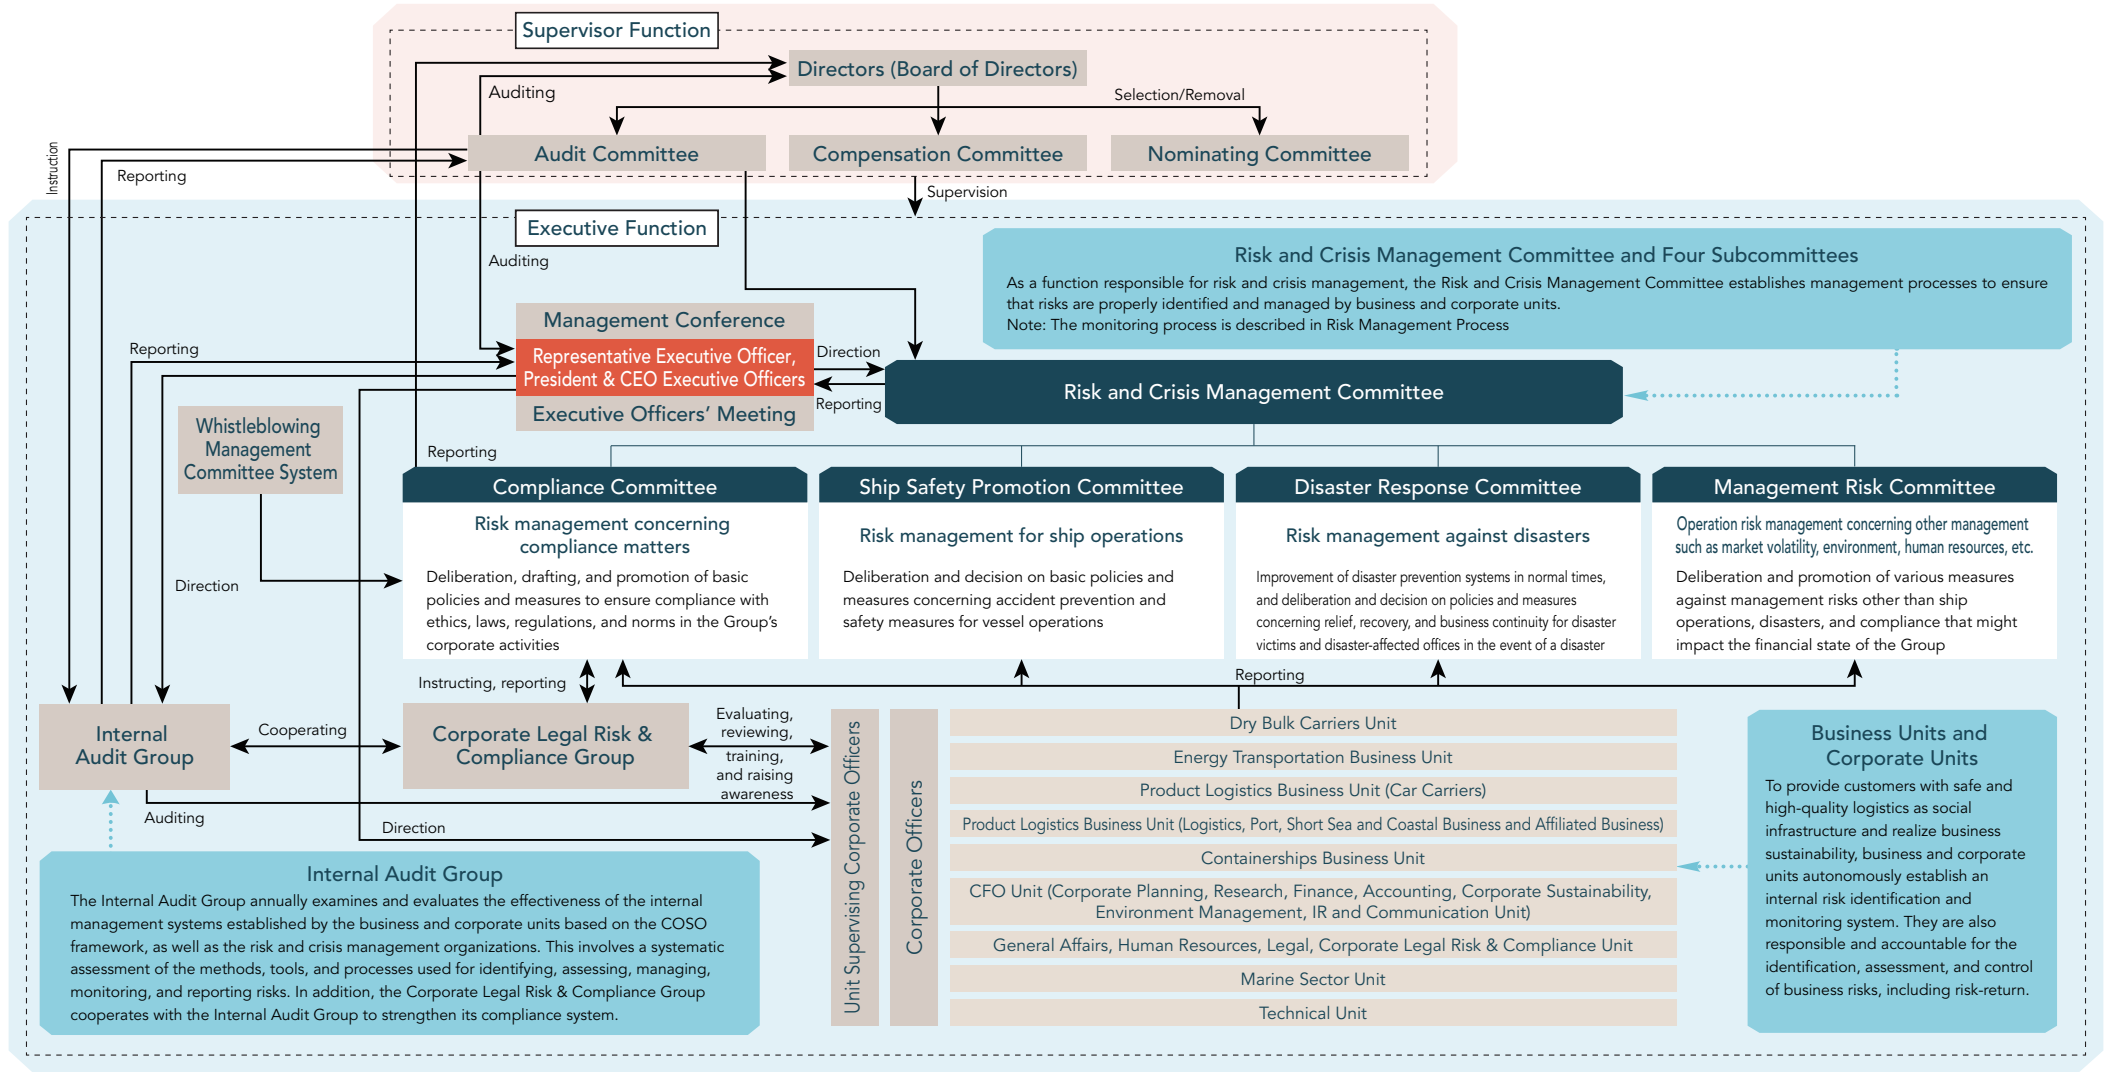 Supervisor Function
Directors (Board of Directors)
Auditing
Selection/Removal
Audit Committee
Compensation Committee
Nominating Committee
Instruction
Reporting
Supervision
Executive Function
Auditing
Risk and Crisis Management Committee and Four Subcommittees
As a function responsible for risk and crisis management, the Risk and Crisis Management Committee establishes management processes to ensure
that risks are properly identified and managed by business and corporate units.
Note: The monitoring process is described in Risk Management Process
Management Conference
Representative Executive Officer,
President & CEO Executive Officers
Executive Officers’ Meeting
Reporting
Direction
Reporting
Risk and Crisis Management Committee
Whistleblowing
Management
Committee System
Reporting
Direction
Compliance Committee
Risk management concerning
compliance matters
Deliberation, drafting, and promotion of basic
policies and measures to ensure compliance with
ethics, laws, regulations, and norms in the Group’s
corporate activities
Ship Safety Promotion Committee
Risk management for ship operations
Deliberation and decision on basic policies and
measures concerning accident prevention and
safety measures for vessel operations
Disaster Response Committee
Risk management against disasters
Improvement of disaster prevention systems in normal times,
and deliberation and decision on policies and measures
concerning relief, recovery, and business continuity for disaster
victims and disaster-affected offices in the event of a disaster
Management Risk Committee
Operation risk management concerning other management
such as market volatility, environment, human resources, etc.
Deliberation and promotion of various measures
against management risks other than ship
operations, disasters, and compliance that might
impact the financial state of the Group
Instructing, reporting
Reporting
Internal
Audit Group
Cooperating
Corporate Legal Risk &
Compliance Group
Evaluating,
reviewing,
training,
and raising
awareness
Auditing
Direction
Unit Supervising Corporate Officers
Corporate Officers
Dry Bulk Carriers Unit
Energy Transportation Business Unit
Product Logistics Business Unit (Car Carriers)
Product Logistics Business Unit (Logistics, Port, Short Sea and Coastal Business and Affiliated Business)
Containerships Business Unit
CFO Unit (Corporate Planning, Research, Finance, Accounting, Corporate Sustainability,
Environment Management, IR and Communication Unit)
General Affairs, Human Resources, Legal, Corporate Legal Risk & Compliance Unit
Marine Sector Unit
Technical Unit
Business Units and
Corporate Units
To provide customers with safe and
high-quality logistics as social
infrastructure and realize business
sustainability, business and corporate
units autonomously establish an
internal risk identification and
monitoring system. They are also
responsible and accountable for the
identification, assessment, and control
of business risks, including risk-return.
Internal Audit Group
The Internal Audit Group annually examines and evaluates the effectiveness of the internal
management systems established by the business and corporate units based on the COSO
framework, as well as the risk and crisis management organizations. This involves a systematic
assessment of the methods, tools, and processes used for identifying, assessing, managing,
monitoring, and reporting risks. In addition, the Corporate Legal Risk & Compliance Group
cooperates with the Internal Audit Group to strengthen its compliance system.